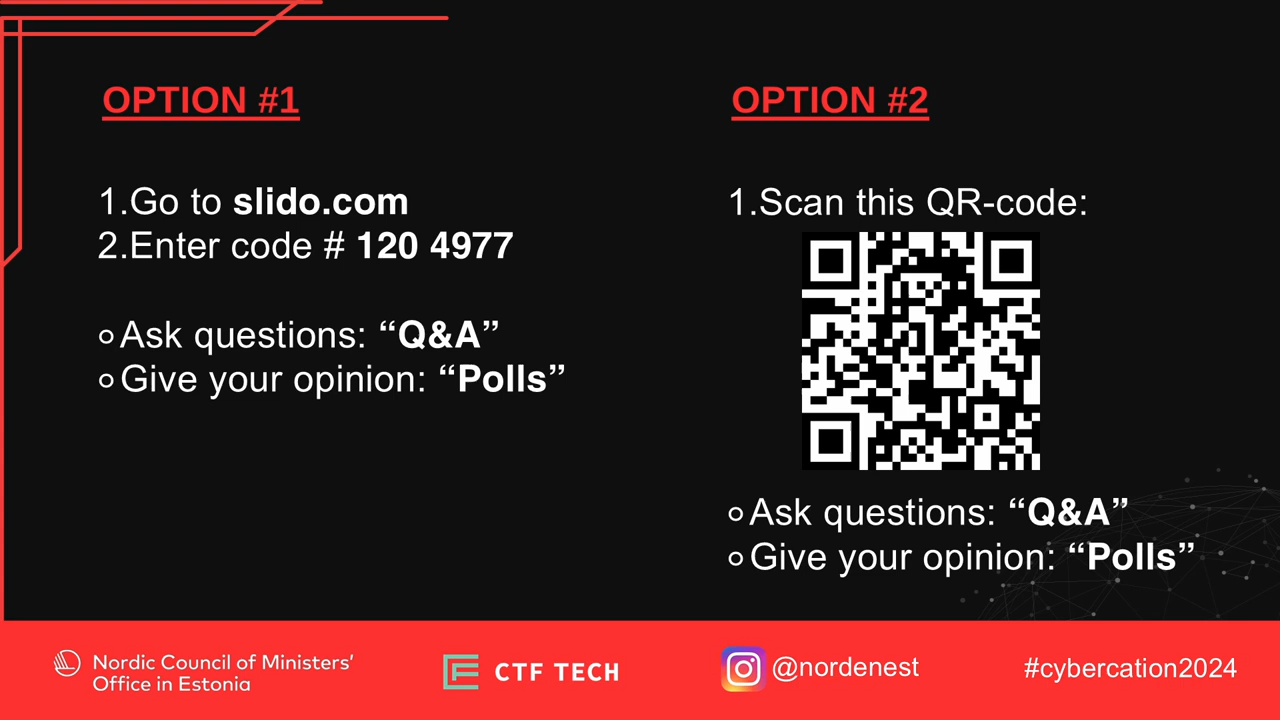 OPTION #1
1.Go to slido.com
2.Enter code # 120 4977
Ask questions: “Q&A”
Give your opinion: “Polls”
OPTION #2
1.Scan this QR-code:
Ask questions: “Q&A”
Give your opinion: “Polls”
Nordic Council of Ministers’
Office in Estonia
CTF TECH
@nordenest
#cybercation2024